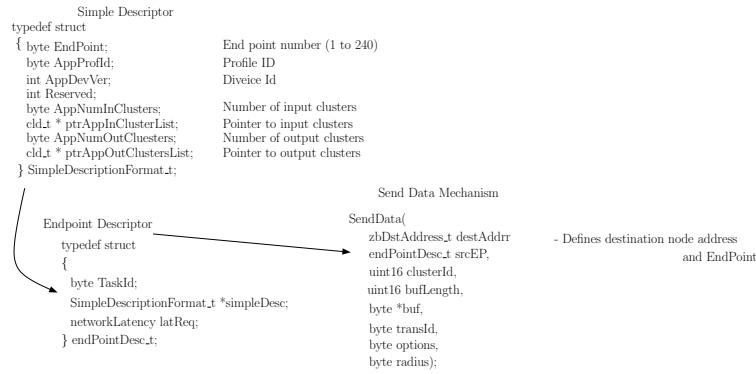 Simple Descriptor
typedef struct
{ byte EndPoint; End point number (1 to 240)
byte AppProfId; Profile ID
int AppDevVer; Diveice Id
int Reserved;
byte AppNumInClusters; Number of input clusters
cld_t * ptrAppInClusterList; Pointer to input clusters
byte AppNumOutCluesters; Number of output clusters
cld_t * ptrAppOutClustersList; Pointer to output clusters
} SimpleDescriptionFormat_t;
Endpoint Descriptor
typedef struct
{
byte TaskId;
SimpleDescriptionFormat_t *simpleDesc;
networkLatency latReq;
} endPointDesc_t;
Send Data Mechanism
SendData(
zbDstAddress_t destAddrr - Defines destination node address
endPointDesc_t srcEP, and EndPoint
uint16 clusterId,
uint16 bufLength,
byte *buf,
byte transId,
byte options,
byte radius);